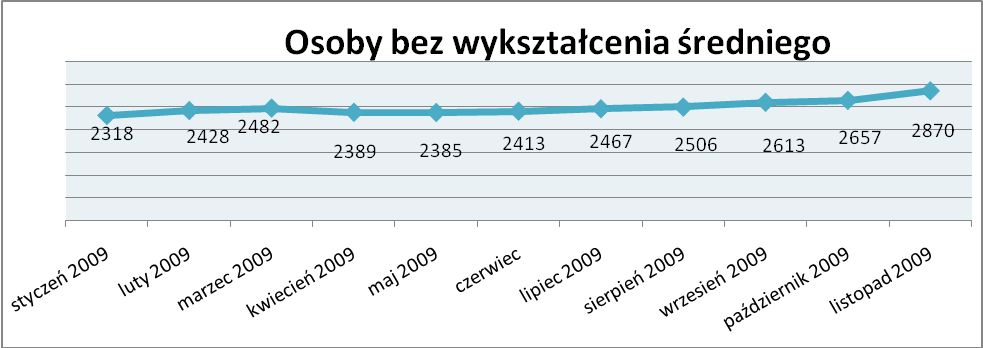 Osoby bez wykształcenia średniego
2318
2428
2482
2389
2385
2413
2467
2506
2613
2657
2870
styczeń 2009
luty 2009
marzec 2009
kwiecień 2009
maj 2009
czerwiec
lipiec 2009
sierpień 2009
wrzesień 2009
październik 2009
listopad 2009